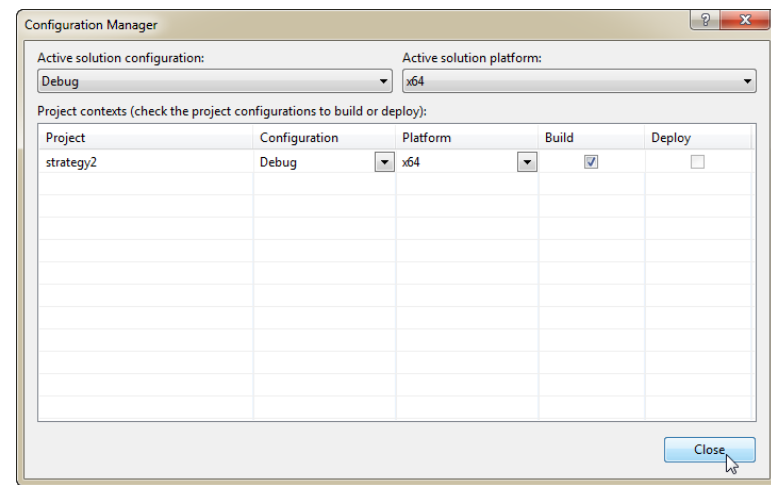 Configuration Manager
?
Active solution configuration: Active solution platform:
Debug x64
Project contexts (check the project configurations to build or deploy):
Project Configuration Platform Build Deploy
strategy2 Debug x64
Close